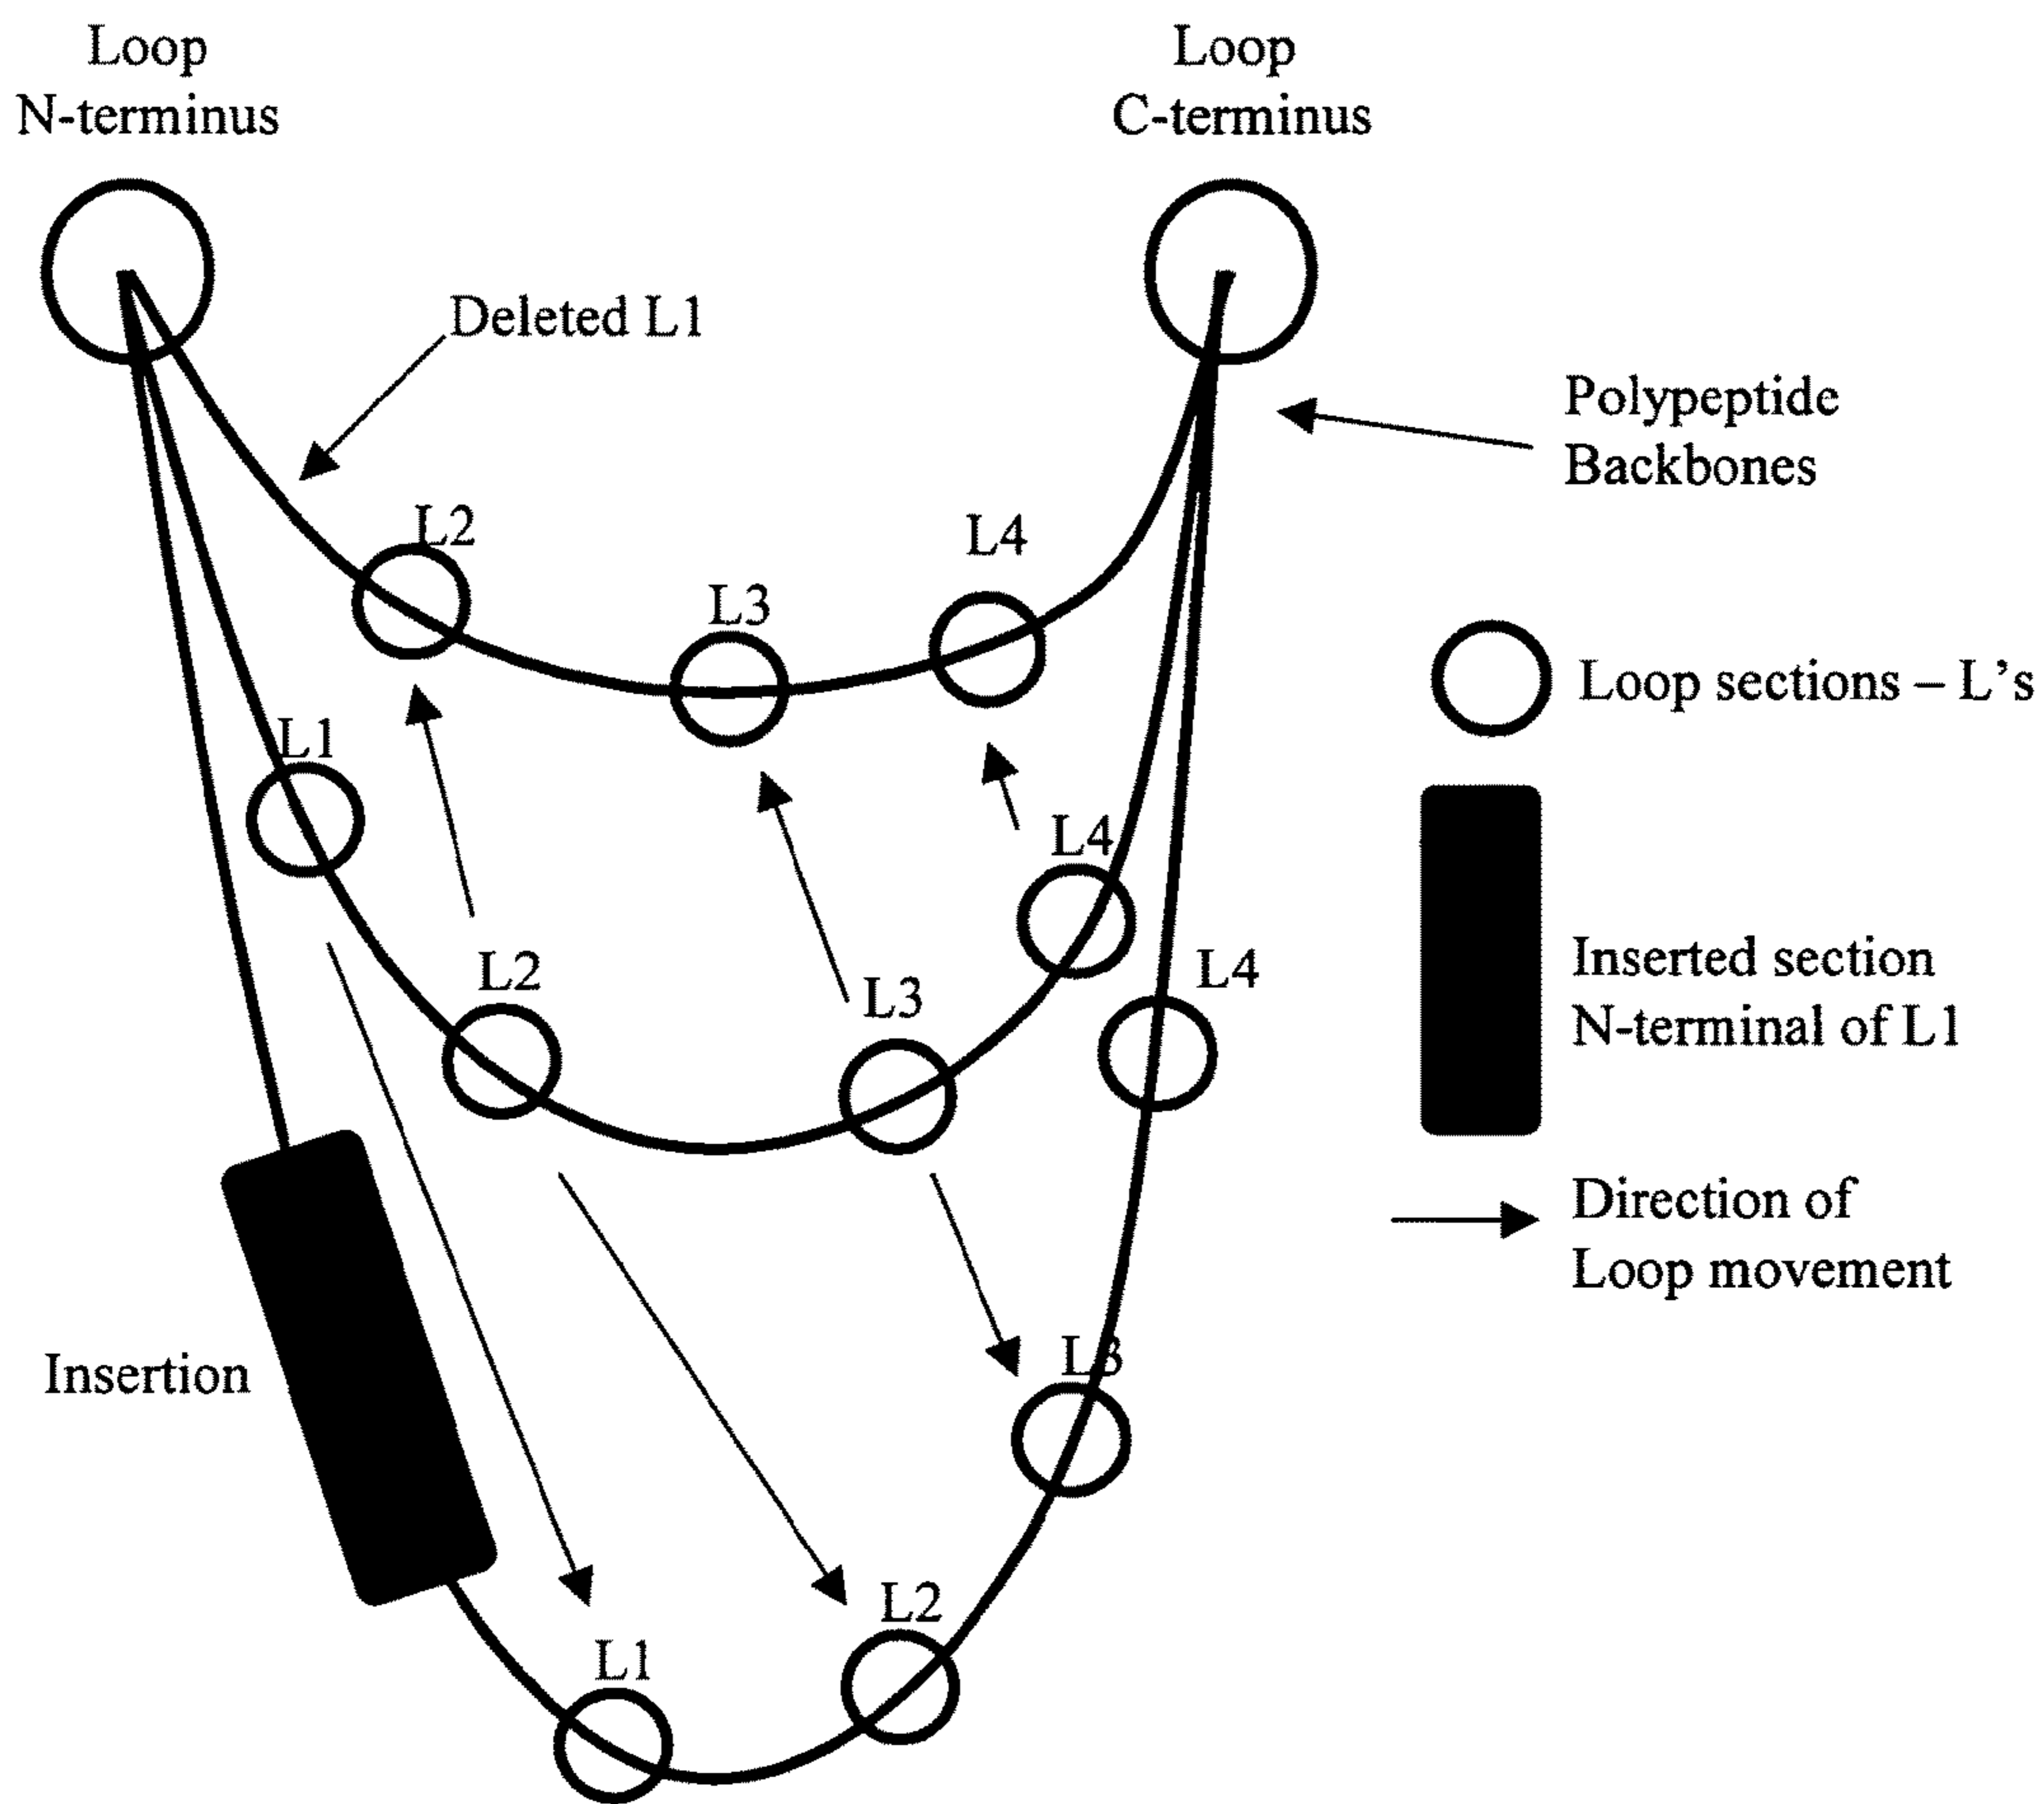 Loop
N-terminus
Loop
C-terminus
Deleted L1
Polypeptide
Backbones
L2
L4
L3
Loop sections – L's
L1
L4
L2
L3
L4
Inserted section
N-terminal of L1
Direction of
Loop movement
L3
Insertion
L2
L1